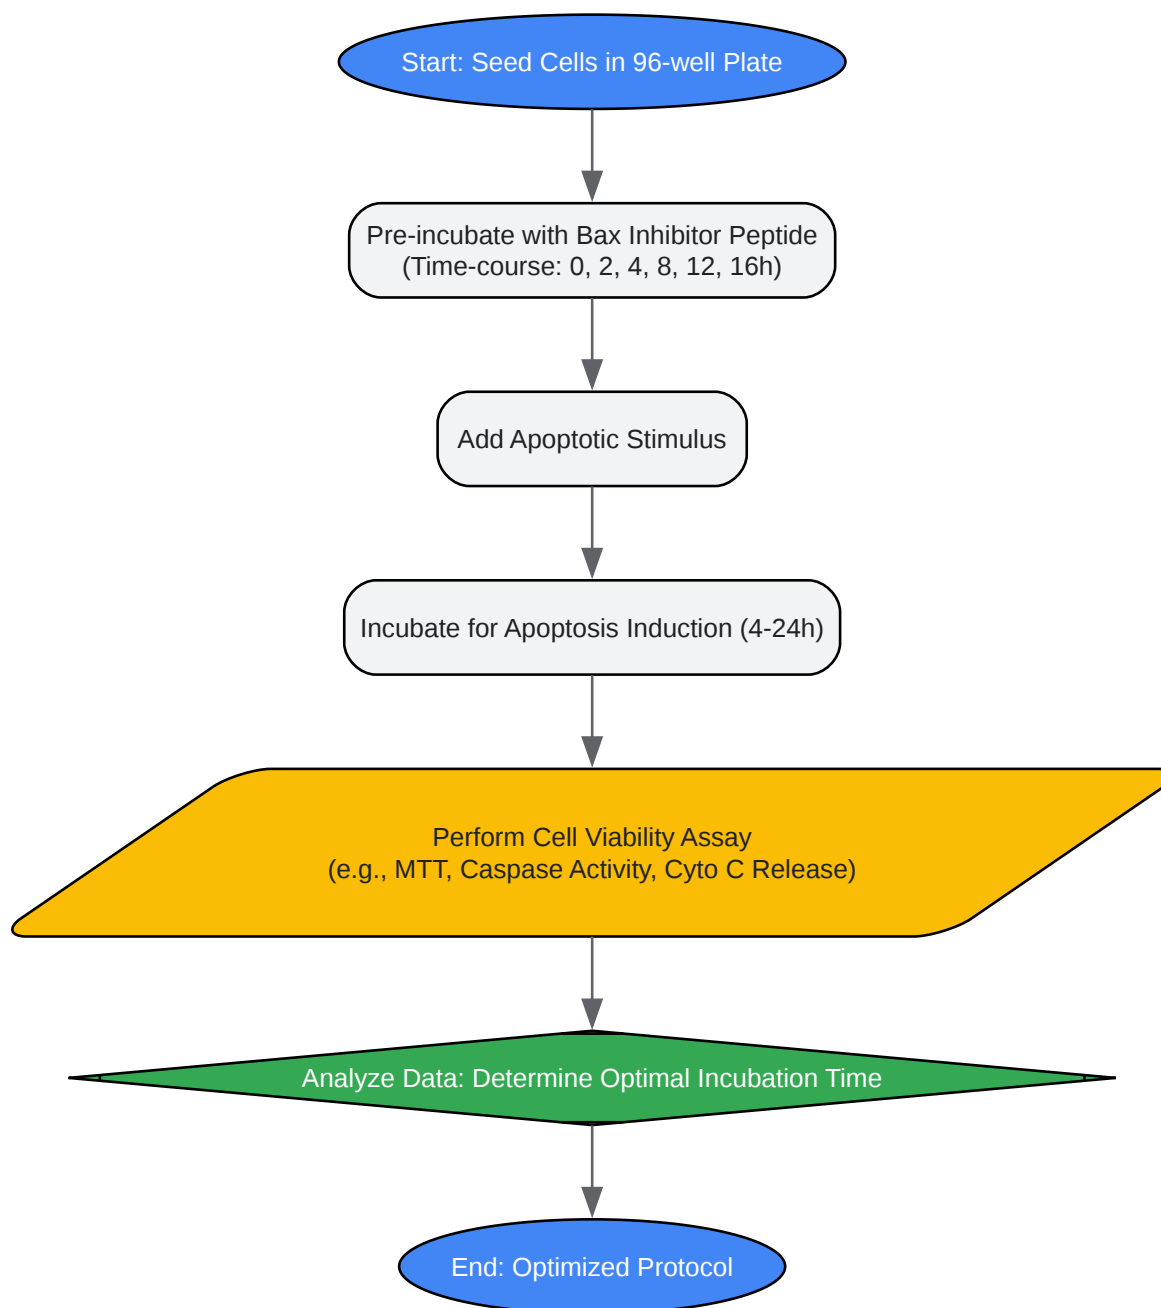 Start: Seed Cells in 96-well Plate
Pre-incubate with Bax Inhibitor Peptide
(Time-course: 0, 2, 4, 8, 12, 16h)
Add Apoptotic Stimulus
Incubate for Apoptosis Induction (4-24h)
Perform Cell Viability Assay
(e.g., MTT, Caspase Activity, Cyto C Release)
Analyze Data: Determine Optimal Incubation Time
End: Optimized Protocol